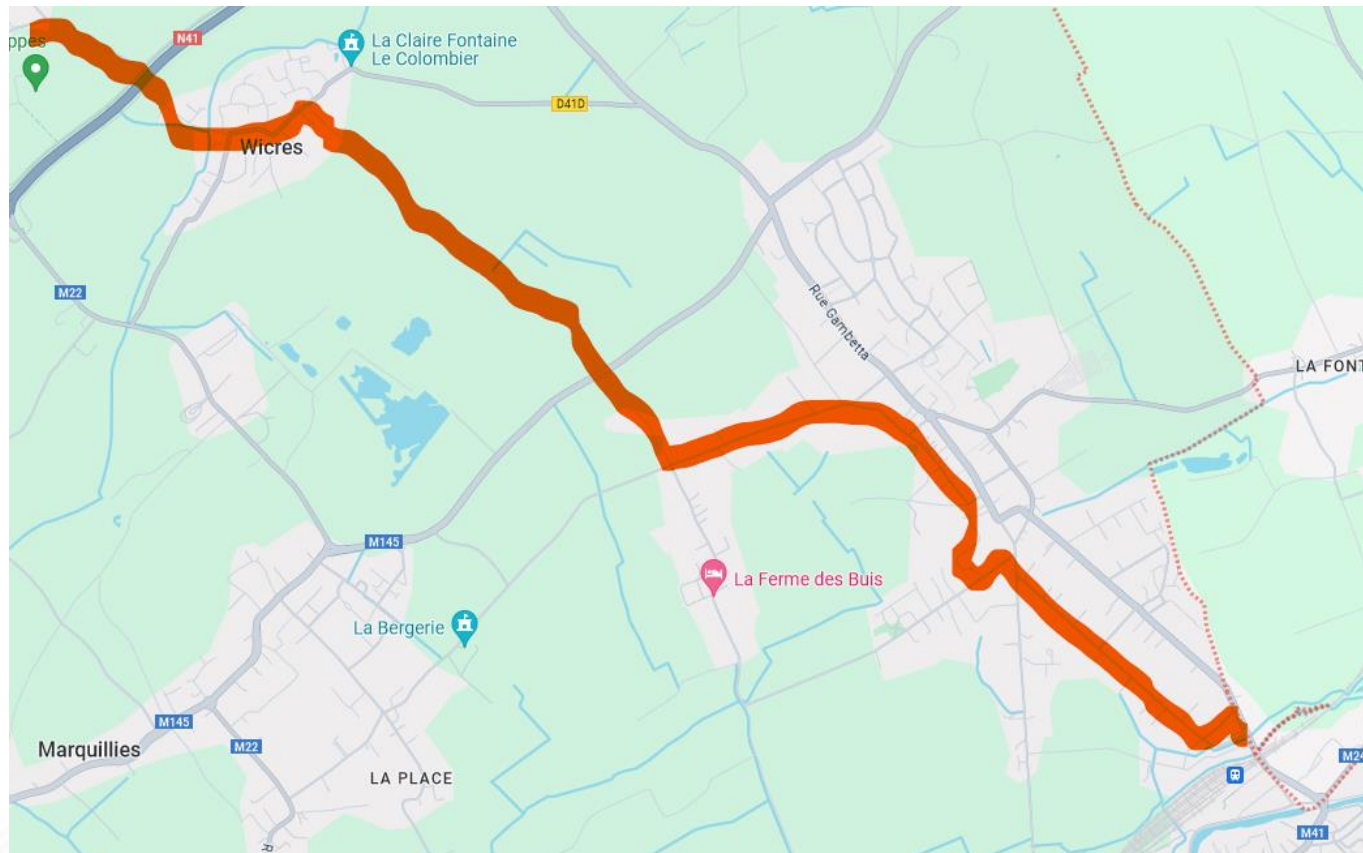 ppes
N41
La Claire Fontaine
Le Colombier
D41D
Wicres
M22
Rue Gambetta
LA FONT
M145
La Ferme des Buis
La Bergerie
M145
M22
Marquillies
LA PLACE
M24
M41
R